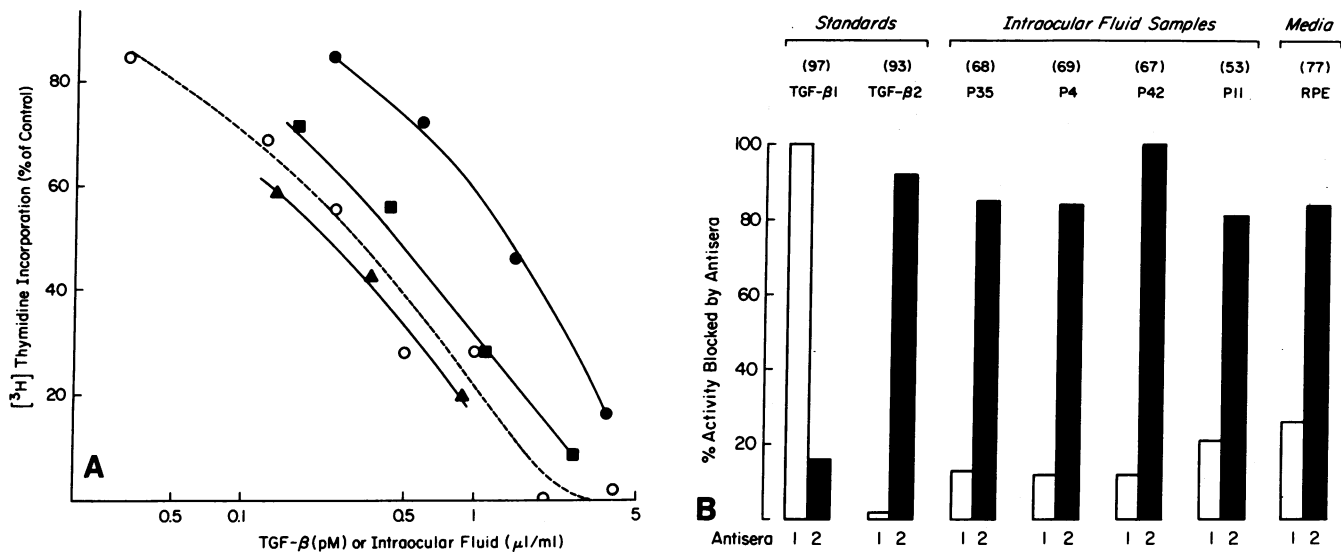 [³H] Thymidine Incorporation (% of Control)
80
60
40
20
A
0.5 0.1 0.5 1 5
TGF-β(pM) or Intraocular Fluid (μl/ml)
Standards Intraocular Fluid Samples Media
(97) (93) (68) (69) (67) (53) (77)
TGF-β1 TGF-β2 P35 P4 P42 P11 RPE
% Activity Blocked by Antisera
100
80
60
40
20
B
Antisera 1 2 1 2 1 2 1 2 1 2 1 2 1 2